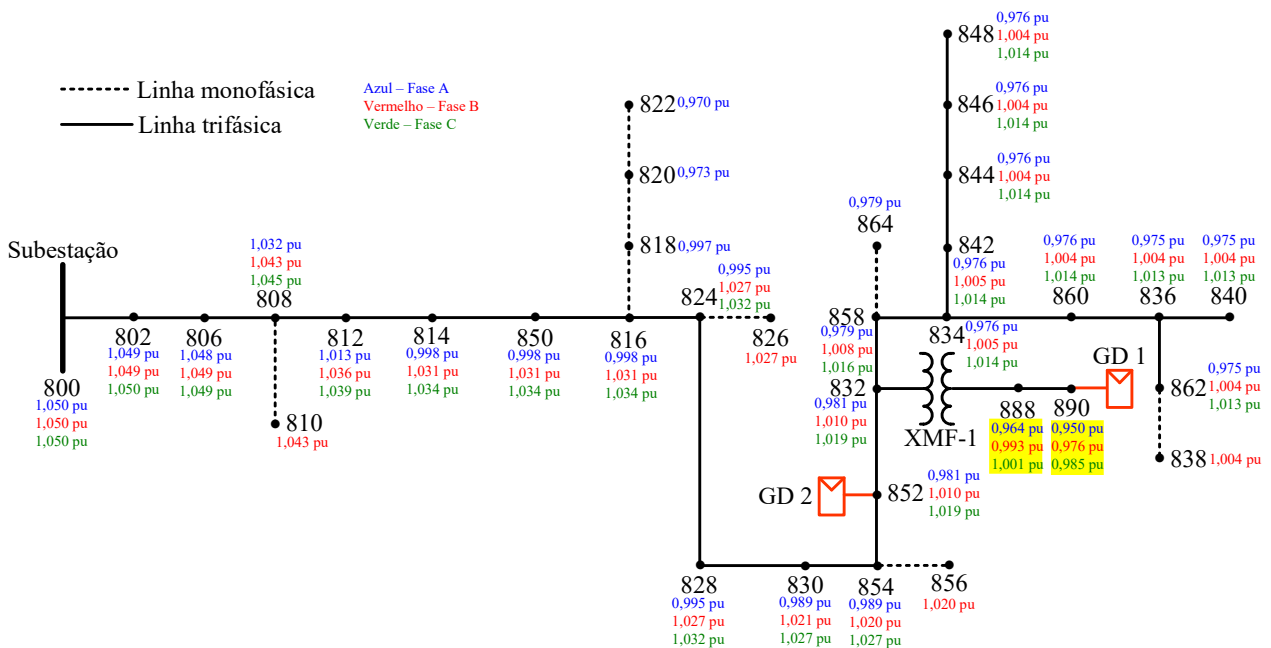 Linha monofásica
Linha trifásica
Azul – Fase A
Vermelho – Fase B
Verde – Fase C
Subestação
800
1,050 pu
1,050 pu
1,050 pu
802
1,049 pu
1,049 pu
1,050 pu
806
1,048 pu
1,049 pu
1,049 pu
1,032 pu
1,043 pu
1,045 pu
808
810
1,043 pu
812
1,013 pu
1,036 pu
1,039 pu
814
0,998 pu
1,031 pu
1,034 pu
850
0,998 pu
1,031 pu
1,034 pu
816
0,998 pu
1,031 pu
1,034 pu
822 0,970 pu
820 0,973 pu
818 0,997 pu
824
0,995 pu
1,027 pu
1,032 pu
826
1,027 pu
828
0,995 pu
1,027 pu
1,032 pu
830
0,989 pu
1,021 pu
1,027 pu
854
0,989 pu
1,020 pu
1,027 pu
856
1,020 pu
GD 2
852
0,981 pu
1,010 pu
1,019 pu
832
0,981 pu
1,010 pu
1,019 pu
858
0,979 pu
1,008 pu
1,016 pu
0,979 pu
864
834
0,976 pu
1,005 pu
1,014 pu
XMF-1
888
0,964 pu
0,993 pu
1,001 pu
890
0,950 pu
0,976 pu
0,985 pu
GD 1
842
0,976 pu
1,005 pu
1,014 pu
844
0,976 pu
1,004 pu
1,014 pu
846
0,976 pu
1,004 pu
1,014 pu
848
0,976 pu
1,004 pu
1,014 pu
0,976 pu
1,004 pu
1,014 pu
860
0,975 pu
1,004 pu
1,013 pu
836
0,975 pu
1,004 pu
1,013 pu
840
862
0,975 pu
1,004 pu
1,013 pu
838 1,004 pu